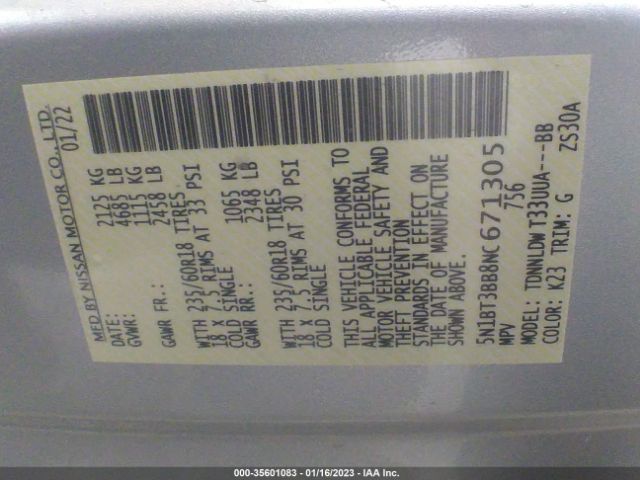 MFD BY NISSAN MOTOR CO., LTD.
DATE: 01/22
GVWR: 2125 KG
4685 LB
GAWR FR.: 1115 KG
2458 LB
WITH 235/60R18 TIRES
18 X 7.5 RIMS AT 33 PSI
COLD SINGLE
GAWR RR.: 1065 KG
2348 LB
WITH 235/60R18 TIRES
18 X 7.5 RIMS AT 30 PSI
COLD SINGLE
THIS VEHICLE CONFORMS TO
ALL APPLICABLE FEDERAL
MOTOR VEHICLE SAFETY AND
THEFT PREVENTION
STANDARDS IN EFFECT ON
THE DATE OF MANUFACTURE
SHOWN ABOVE.
5N1BT3BB8NC671305
MPV 756
MODEL: TDNNLDW T33UUA---BB
COLOR: K23 TRIM: G ZS30A
000-35601083 / 01/16/2023 - IAA Inc.